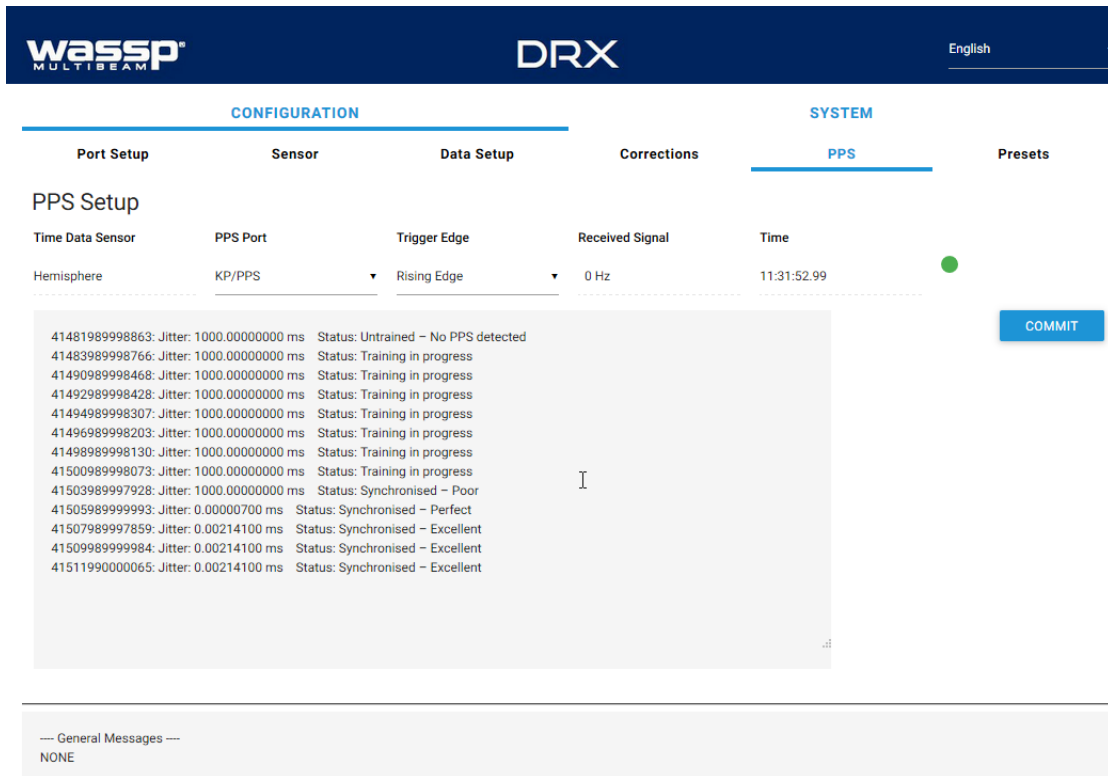 wassp®
MULTIBEAM
DRX
English
CONFIGURATION SYSTEM
Port Setup Sensor Data Setup Corrections PPS Presets
PPS Setup
Time Data Sensor PPS Port Trigger Edge Received Signal Time
Hemisphere KP/PPS Rising Edge 0 Hz 11:31:52.99
COMMIT
41481989998863: Jitter: 1000.00000000 ms Status: Untrained – No PPS detected
41483989998766: Jitter: 1000.00000000 ms Status: Training in progress
41490989998468: Jitter: 1000.00000000 ms Status: Training in progress
41492989998428: Jitter: 1000.00000000 ms Status: Training in progress
41494989998307: Jitter: 1000.00000000 ms Status: Training in progress
41496989998203: Jitter: 1000.00000000 ms Status: Training in progress
41498989998130: Jitter: 1000.00000000 ms Status: Training in progress
41500989998073: Jitter: 1000.00000000 ms Status: Training in progress
41503989997928: Jitter: 1000.00000000 ms Status: Synchronised – Poor
41505989999993: Jitter: 0.00000700 ms Status: Synchronised – Perfect
41507989997859: Jitter: 0.00214100 ms Status: Synchronised – Excellent
41509989999984: Jitter: 0.00214100 ms Status: Synchronised – Excellent
41511990000065: Jitter: 0.00214100 ms Status: Synchronised – Excellent
---- General Messages ----
NONE